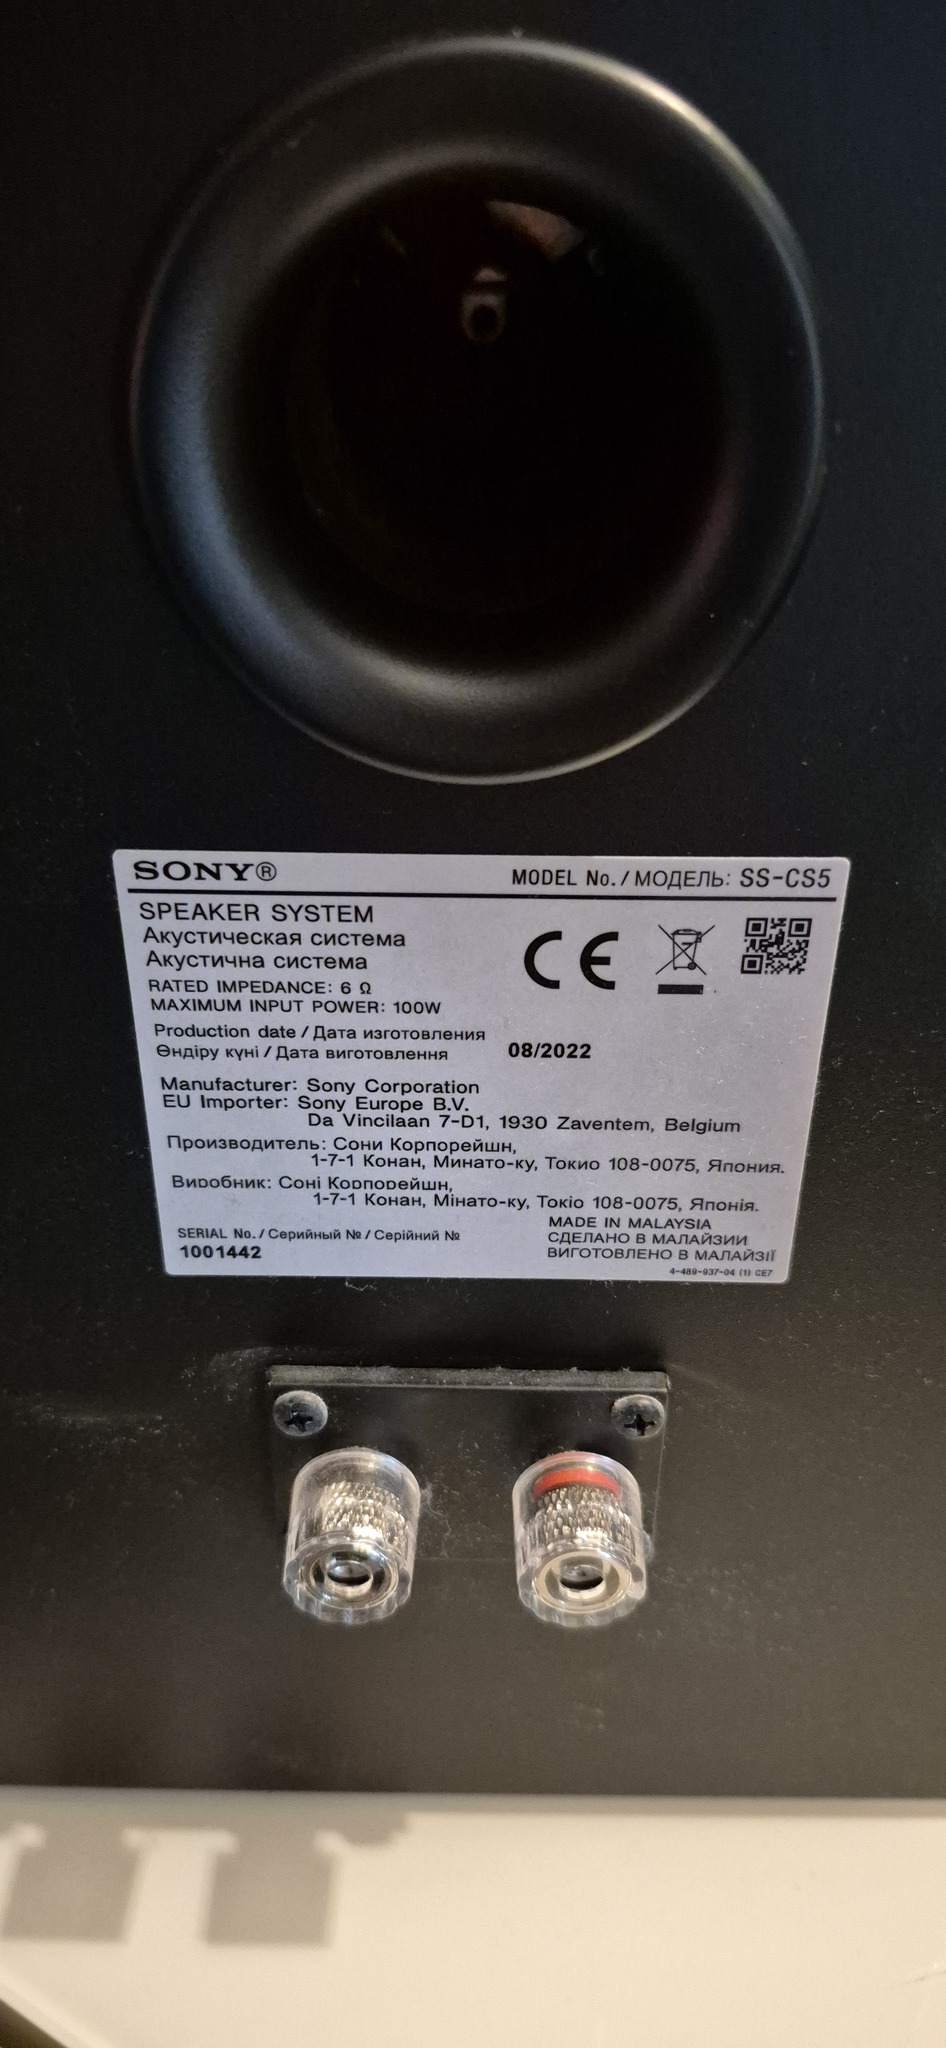 SONY®
MODEL No./МОДЕЛЬ: SS-CS5
SPEAKER SYSTEM
Акустическая система
Акустична система
RATED IMPEDANCE: 6 Ω
MAXIMUM INPUT POWER: 100W
CE
Production date / Дата изготовления
Өндіру күні / Дата виготовлення
08/2022
Manufacturer: Sony Corporation
EU Importer: Sony Europe B.V.
Da Vincilaan 7-D1, 1930 Zaventem, Belgium
Производитель: Сони Корпорейшн,
1-7-1 Конан, Минато-ку, Токио 108-0075, Япония.
Виробник: Соні Корпорейшн,
1-7-1 Конан, Мінато-ку, Токіо 108-0075, Японія.
SERIAL No. / Серийный № / Серійний №
1001442
MADE IN MALAYSIA
СДЕЛАНО В МАЛАЙЗИИ
ВИГОТОВЛЕНО В МАЛАЙЗІЇ
4-489-937-04 (1) CE7